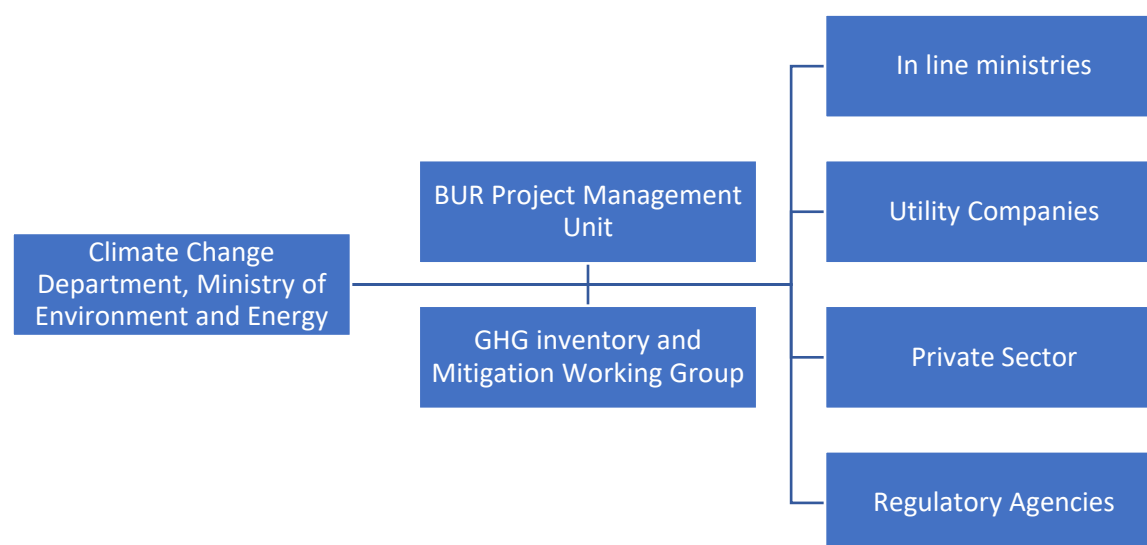 Climate Change
Department, Ministry of
Environment and Energy
BUR Project Management
Unit
GHG inventory and
Mitigation Working Group
In line ministries
Utility Companies
Private Sector
Regulatory Agencies